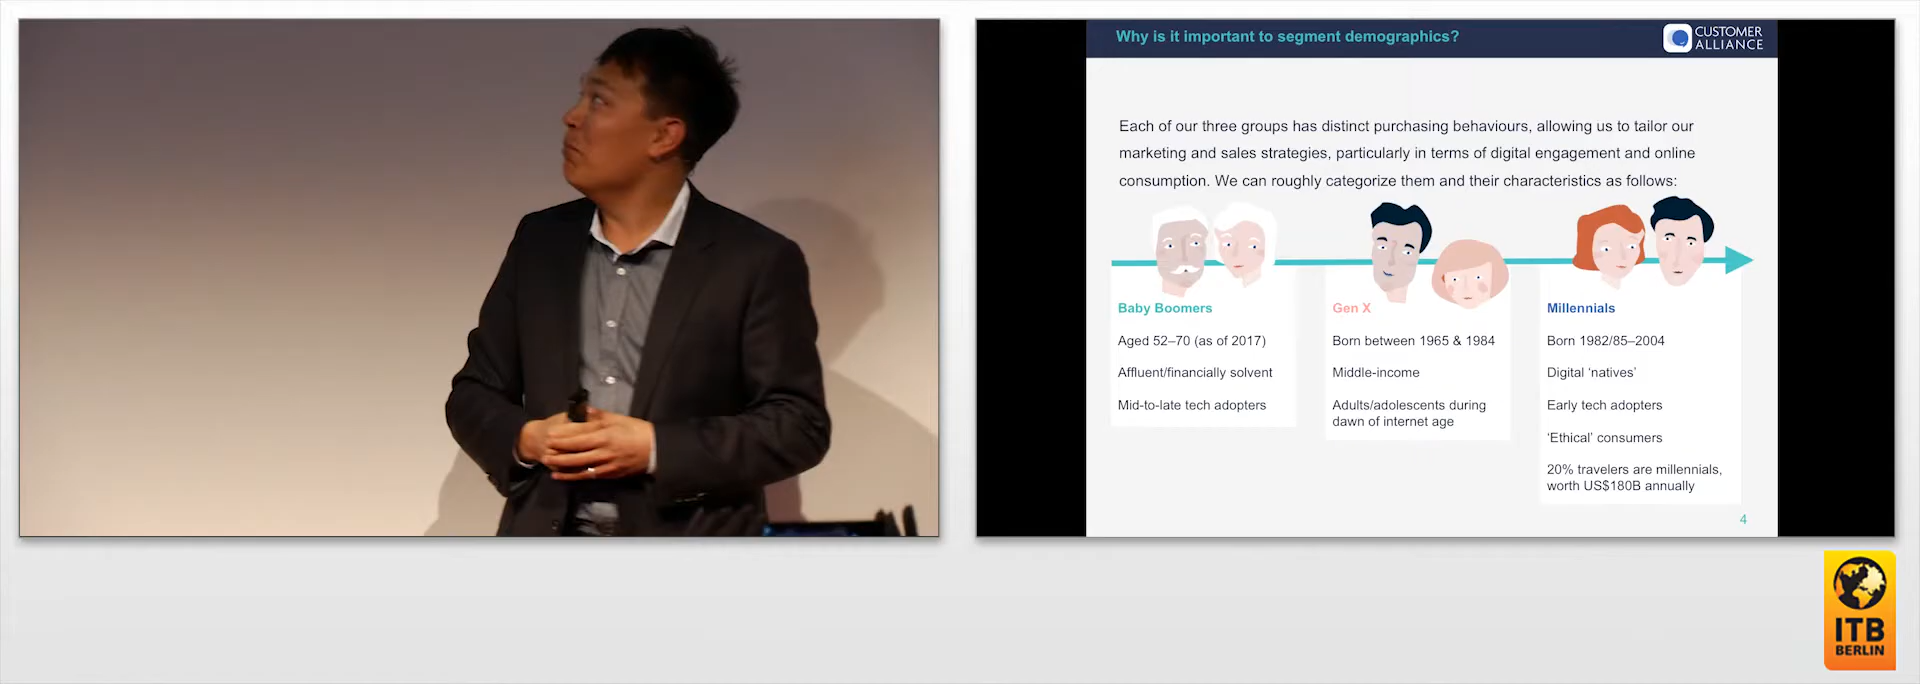 Why is it important to segment demographics?
CUSTOMER
ALLIANCE
Each of our three groups has distinct purchasing behaviours, allowing us to tailor our
marketing and sales strategies, particularly in terms of digital engagement and online
consumption. We can roughly categorize them and their characteristics as follows:
Baby Boomers
Aged 52–70 (as of 2017)
Affluent/financially solvent
Mid-to-late tech adopters
Gen X
Born between 1965 & 1984
Middle-income
Adults/adolescents during
dawn of internet age
Millennials
Born 1982/85–2004
Digital ‘natives’
Early tech adopters
‘Ethical’ consumers
20% travelers are millennials,
worth US$180B annually
4
ITB
BERLIN